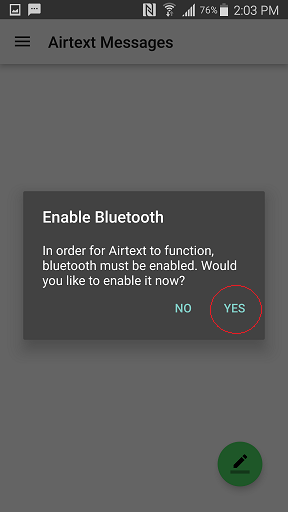 76% 2:03 PM
Airtext Messages
Enable Bluetooth
In order for Airtext to function,
bluetooth must be enabled. Would
you like to enable it now?
NO YES